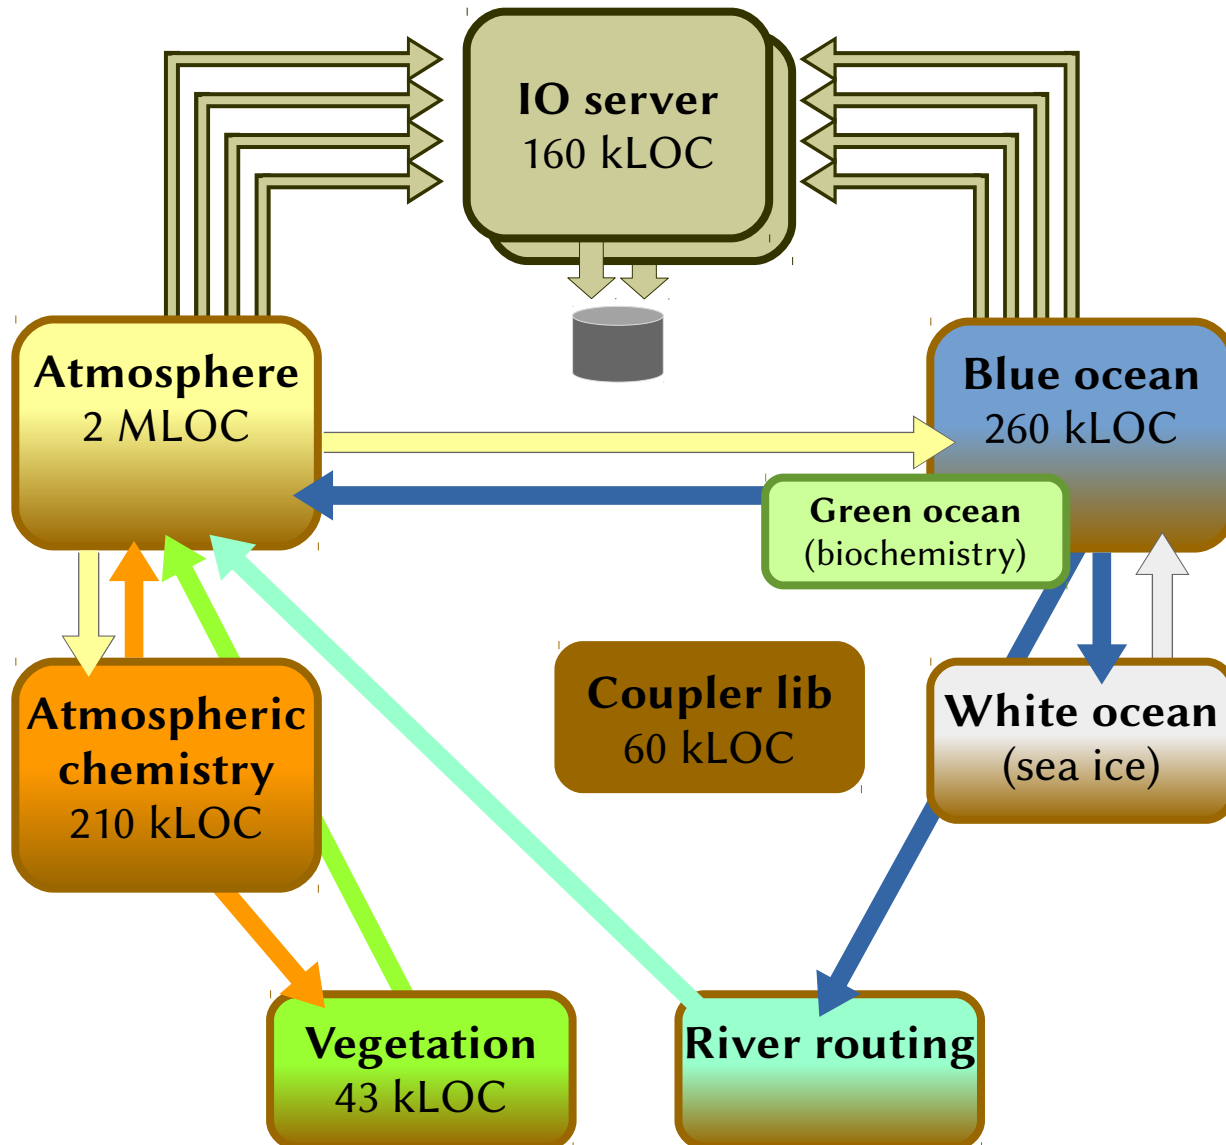 IO server
160 kLOC
Atmosphere
2 MLOC
Blue ocean
260 kLOC
Green ocean
(biochemistry)
Coupler lib
60 kLOC
Atmospheric
chemistry
210 kLOC
White ocean
(sea ice)
Vegetation
43 kLOC
River routing